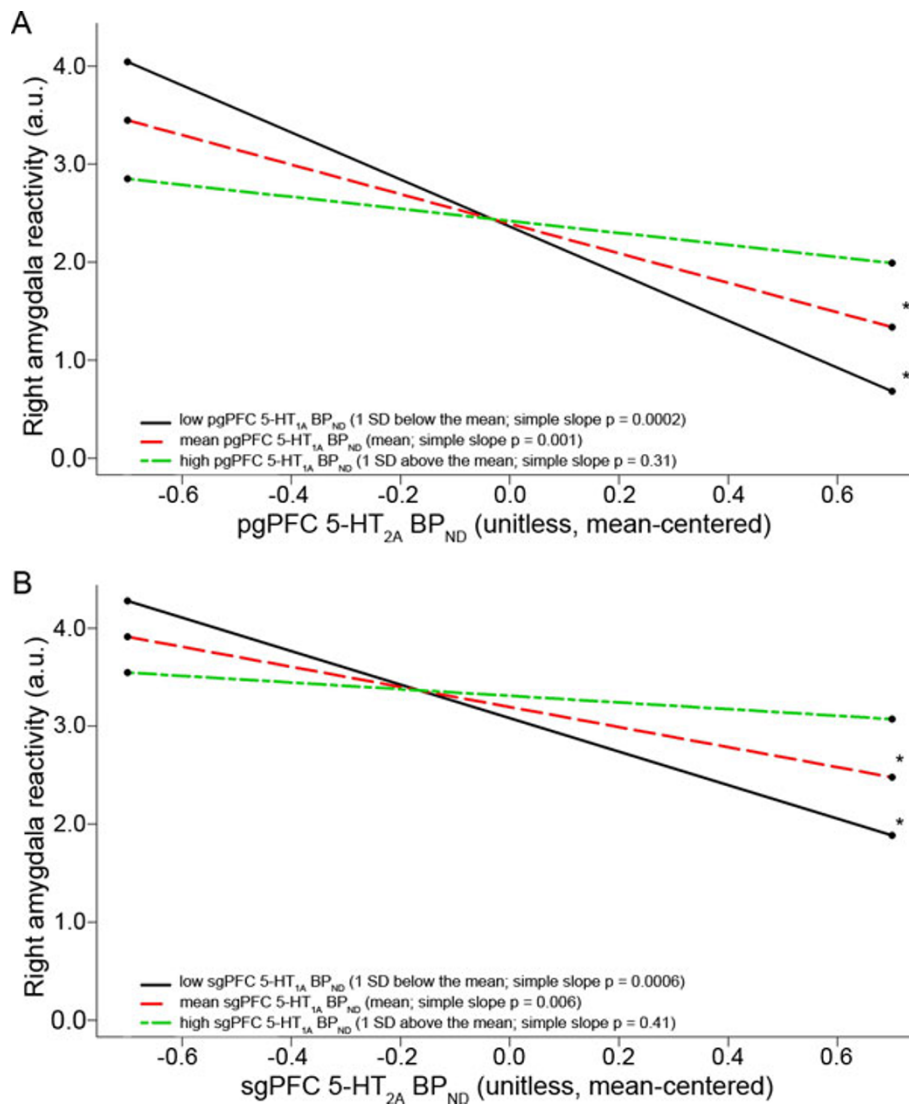 A
Right amygdala reactivity (a.u.)
4.0
3.0
2.0
1.0
0.0
*
*
low pgPFC 5-HT1A BPND (1 SD below the mean; simple slope p = 0.0002)
mean pgPFC 5-HT1A BPND (mean; simple slope p = 0.001)
high pgPFC 5-HT1A BPND (1 SD above the mean; simple slope p = 0.31)
-0.6 -0.4 -0.2 0.0 0.2 0.4 0.6
pgPFC 5-HT2A BPND (unitless, mean-centered)
B
Right amygdala reactivity (a.u.)
4.0
3.0
2.0
1.0
0.0
*
*
low sgPFC 5-HT1A BPND (1 SD below the mean; simple slope p = 0.0006)
mean sgPFC 5-HT1A BPND (mean; simple slope p = 0.006)
high sgPFC 5-HT1A BPND (1 SD above the mean; simple slope p = 0.41)
-0.6 -0.4 -0.2 0.0 0.2 0.4 0.6
sgPFC 5-HT2A BPND (unitless, mean-centered)